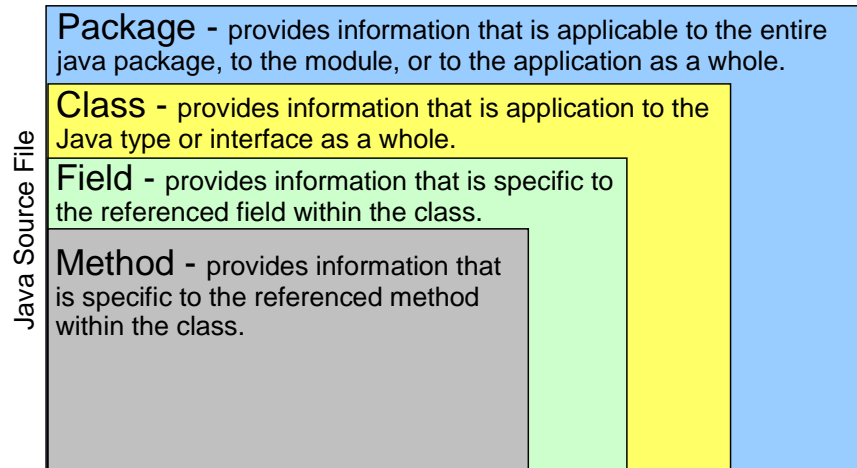 Package - provides information that is applicable to the entire
java package, to the module, or to the application as a whole.
Class - provides information that is application to the
Java type or interface as a whole.
Field - provides information that is specific to
the referenced field within the class.
Method - provides information that
is specific to the referenced method
within the class.
Java Source File